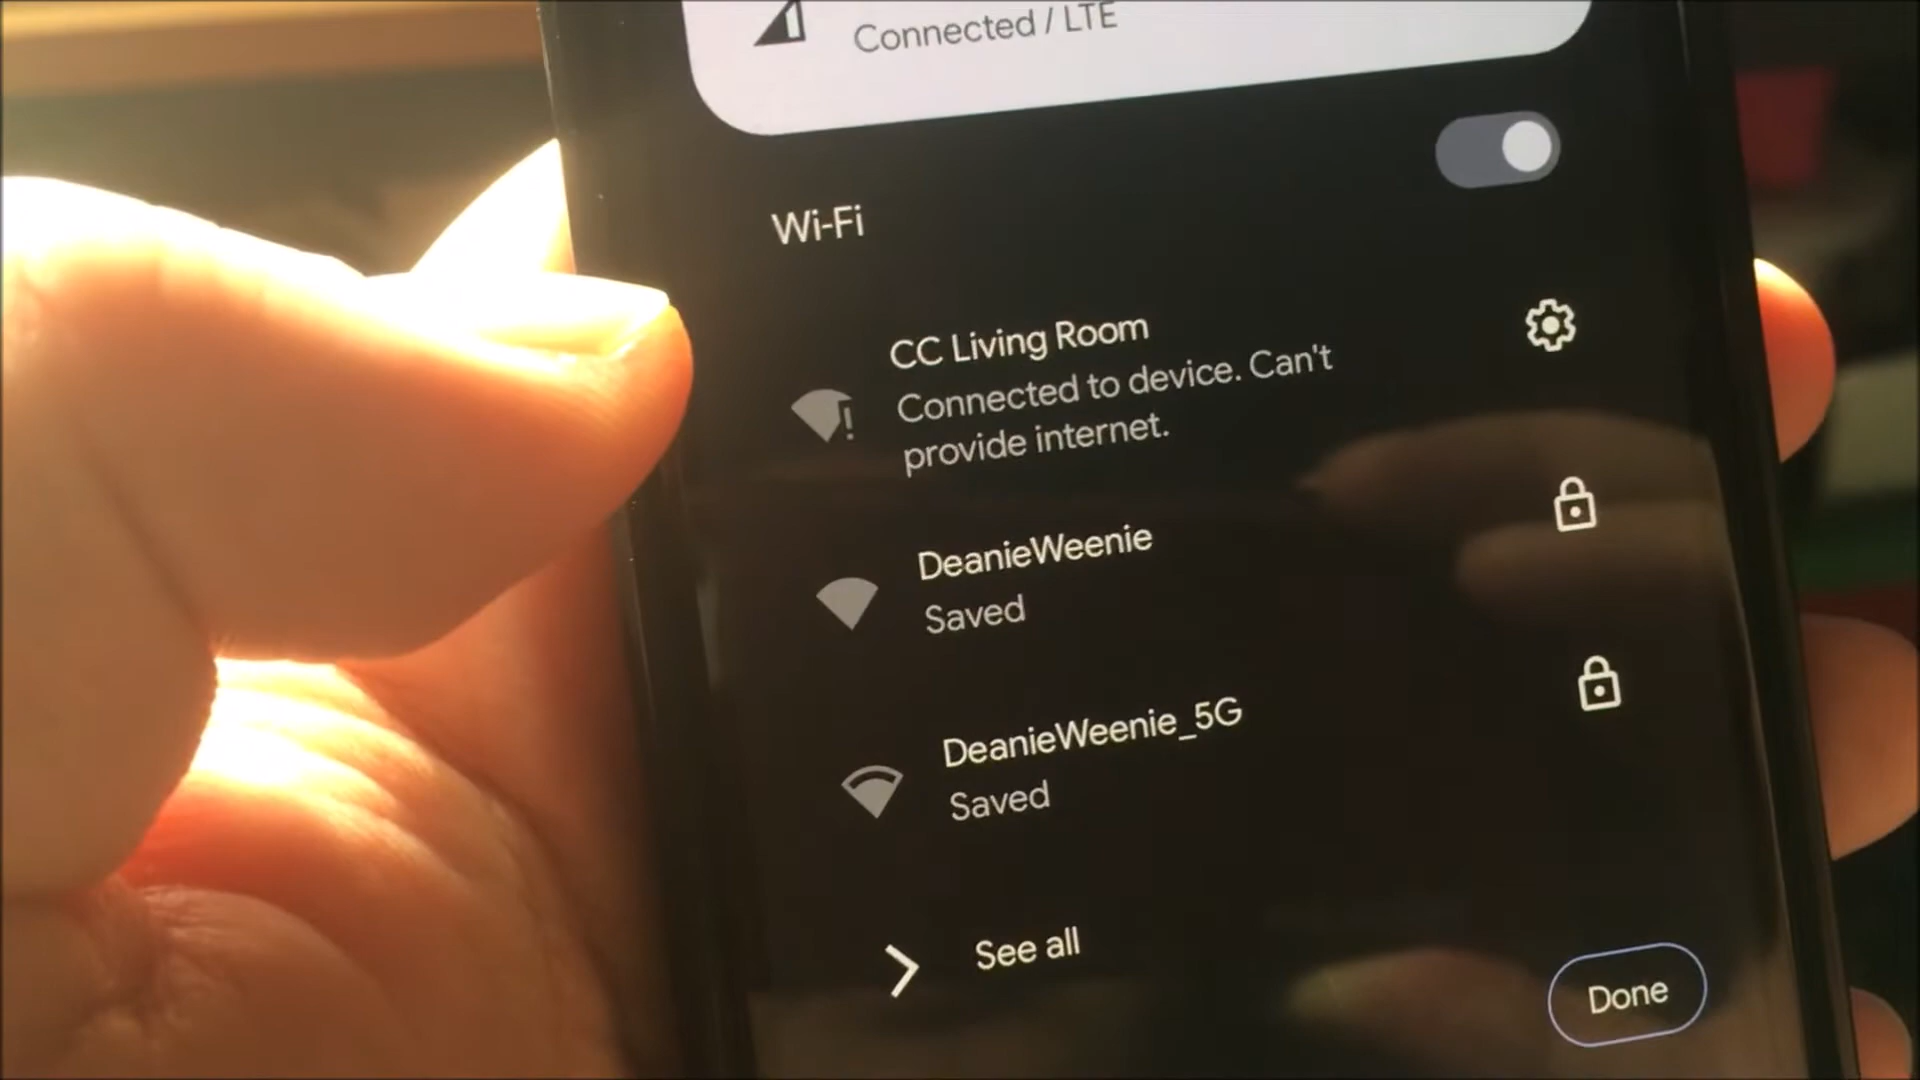 Connected / LTE
Wi-Fi
CC Living Room
Connected to device. Can't
provide internet.
DeanieWeenie
Saved
DeanieWeenie_5G
Saved
See all
Done